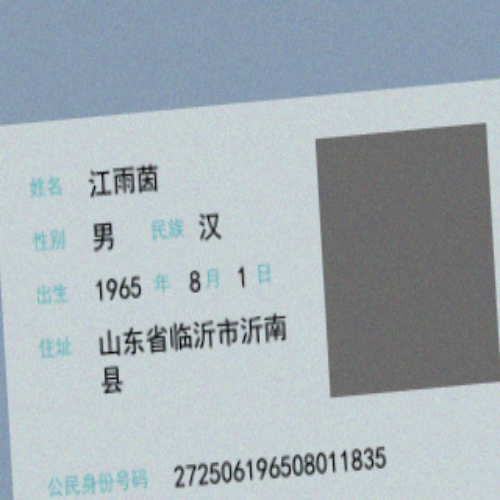 姓名 江雨茵
性别 男 民族 汉
出生 1965 年 8 月 1 日
住址 山东省临沂市沂南
县
公民身份号码 272506196508011835